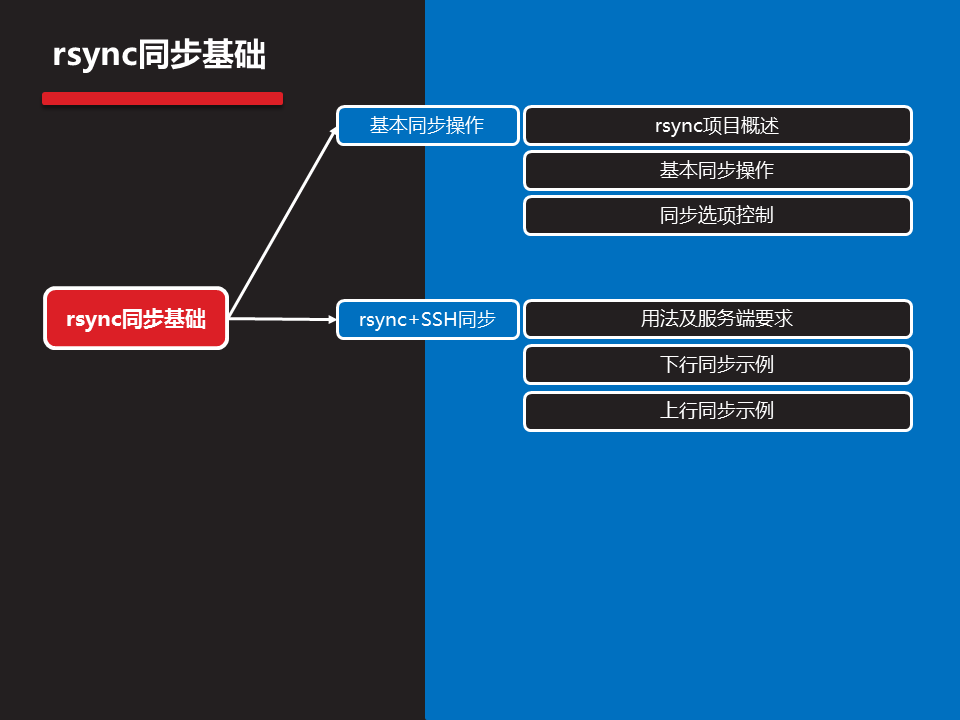 rsync同步基础
基本同步操作
rsync项目概述
基本同步操作
同步选项控制
rsync同步基础
rsync+SSH同步
用法及服务端要求
下行同步示例
上行同步示例